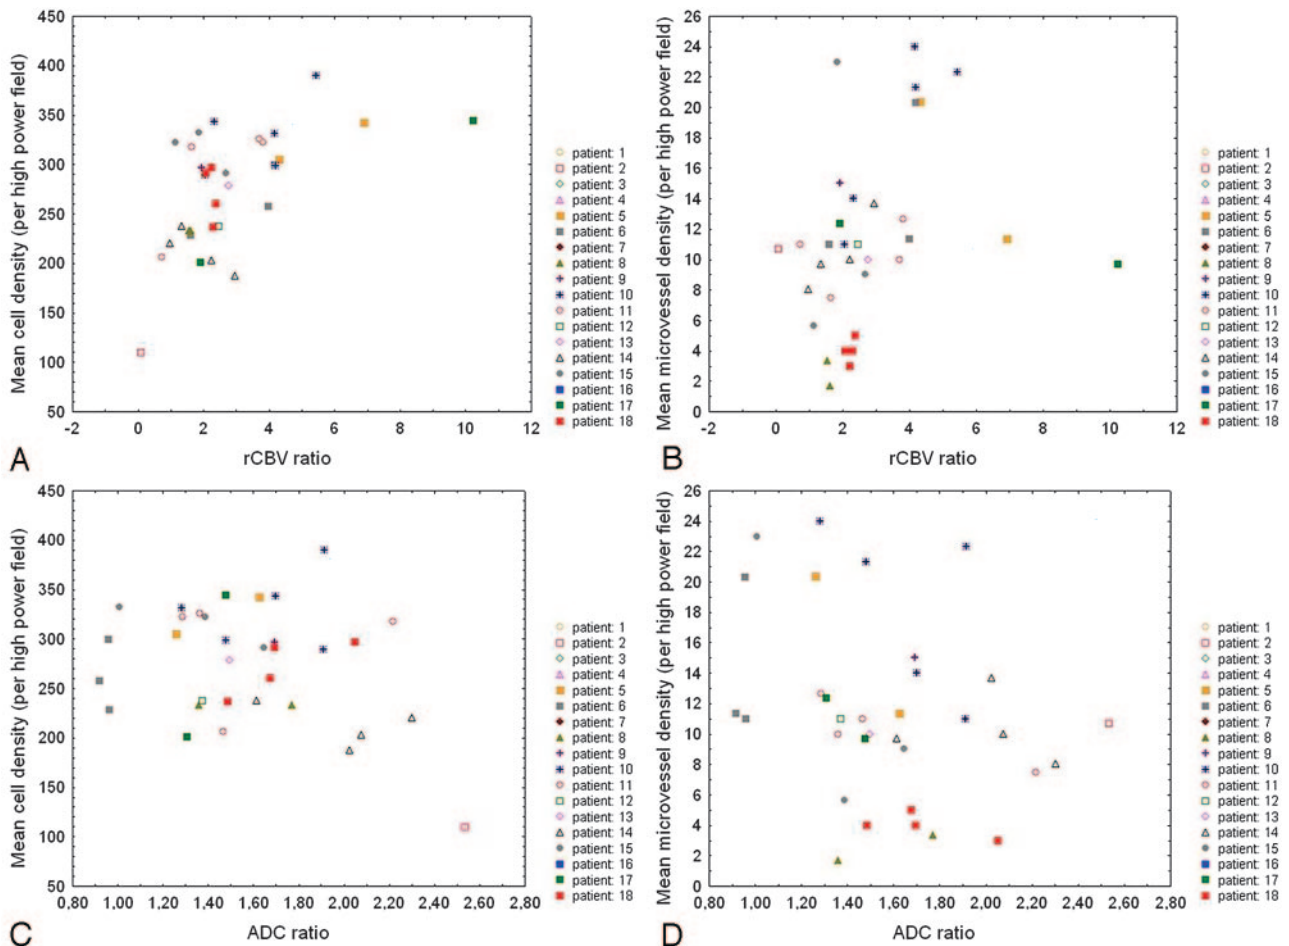 Mean cell density (per high power field)
450
400
350
300
250
200
150
100
50
-2 0 2 4 6 8 10 12
rCBV ratio
A
patient: 1
patient: 2
patient: 3
patient: 4
patient: 5
patient: 6
patient: 7
patient: 8
patient: 9
patient: 10
patient: 11
patient: 12
patient: 13
patient: 14
patient: 15
patient: 16
patient: 17
patient: 18
Mean microvessel density (per high power field)
26
24
22
20
18
16
14
12
10
8
6
4
2
0
-2 0 2 4 6 8 10 12
rCBV ratio
B
patient: 1
patient: 2
patient: 3
patient: 4
patient: 5
patient: 6
patient: 7
patient: 8
patient: 9
patient: 10
patient: 11
patient: 12
patient: 13
patient: 14
patient: 15
patient: 16
patient: 17
patient: 18
Mean cell density (per high power field)
450
400
350
300
250
200
150
100
50
0,80 1,00 1,20 1,40 1,60 1,80 2,00 2,20 2,40 2,60 2,80
ADC ratio
C
patient: 1
patient: 2
patient: 3
patient: 4
patient: 5
patient: 6
patient: 7
patient: 8
patient: 9
patient: 10
patient: 11
patient: 12
patient: 13
patient: 14
patient: 15
patient: 16
patient: 17
patient: 18
Mean microvessel density (per high power field)
26
24
22
20
18
16
14
12
10
8
6
4
2
0
0,80 1,00 1,20 1,40 1,60 1,80 2,00 2,20 2,40 2,60 2,80
ADC ratio
D
patient: 1
patient: 2
patient: 3
patient: 4
patient: 5
patient: 6
patient: 7
patient: 8
patient: 9
patient: 10
patient: 11
patient: 12
patient: 13
patient: 14
patient: 15
patient: 16
patient: 17
patient: 18